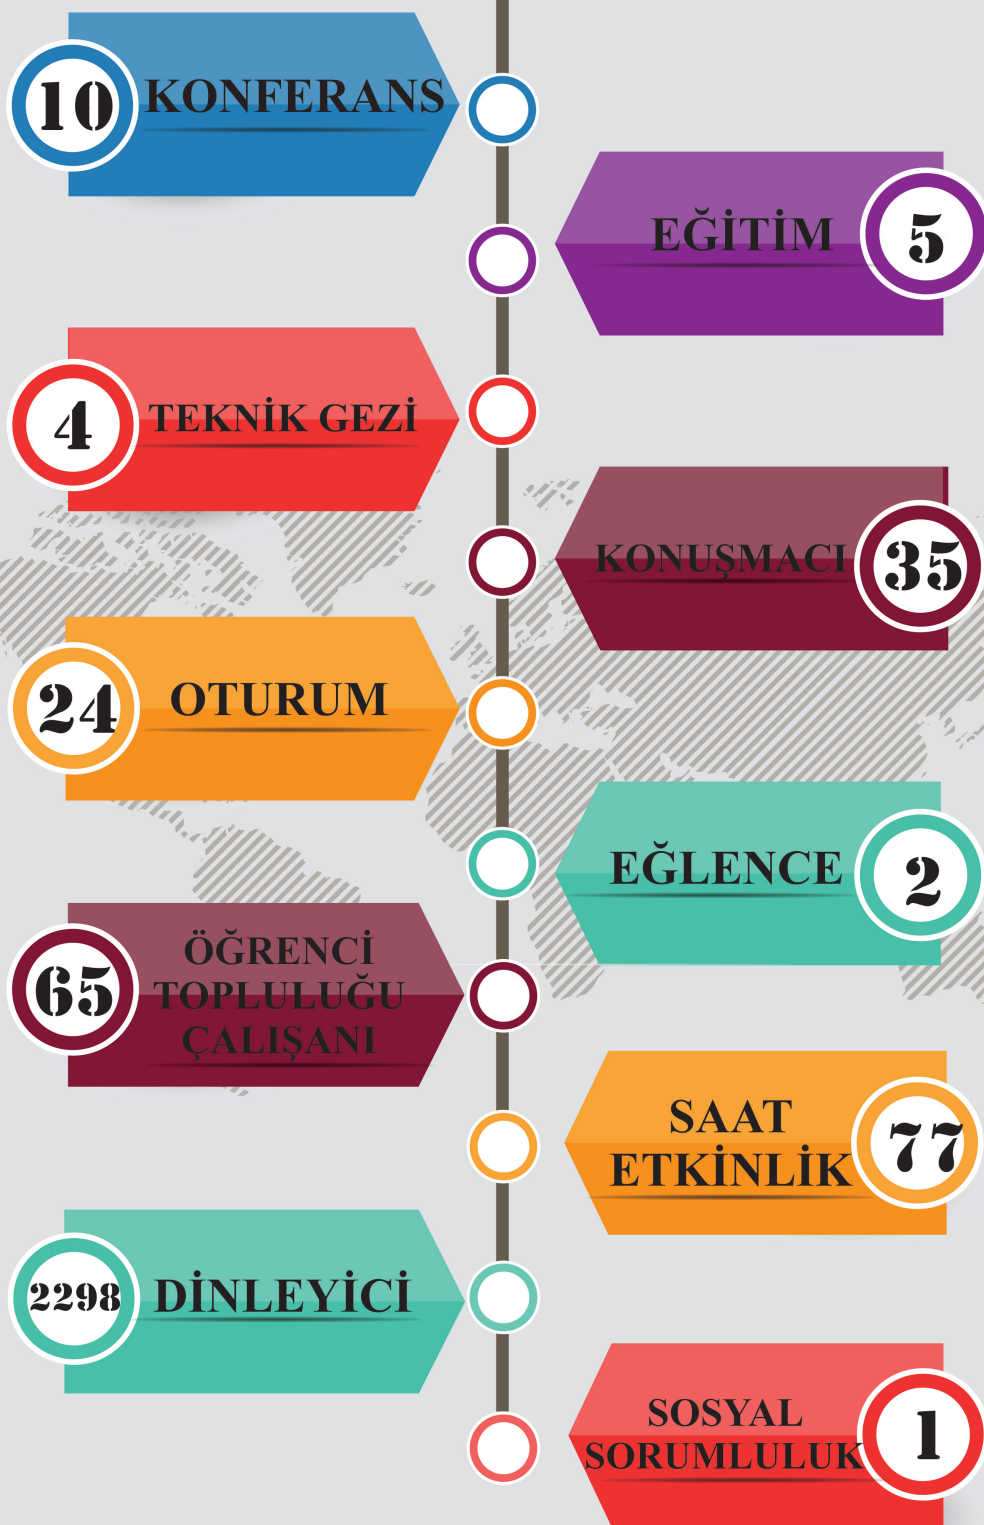 10 KONFERANS
EĞİTİM 5
4 TEKNİK GEZİ
KONUŞMACI 35
24 OTURUM
EĞLENCE 2
65
ÖĞRENCİ
TOPLULUĞU
ÇALIŞANI
SAAT
ETKİNLİK
77
2298 DİNLEYİCİ
SOSYAL
SORUMLULUK
1